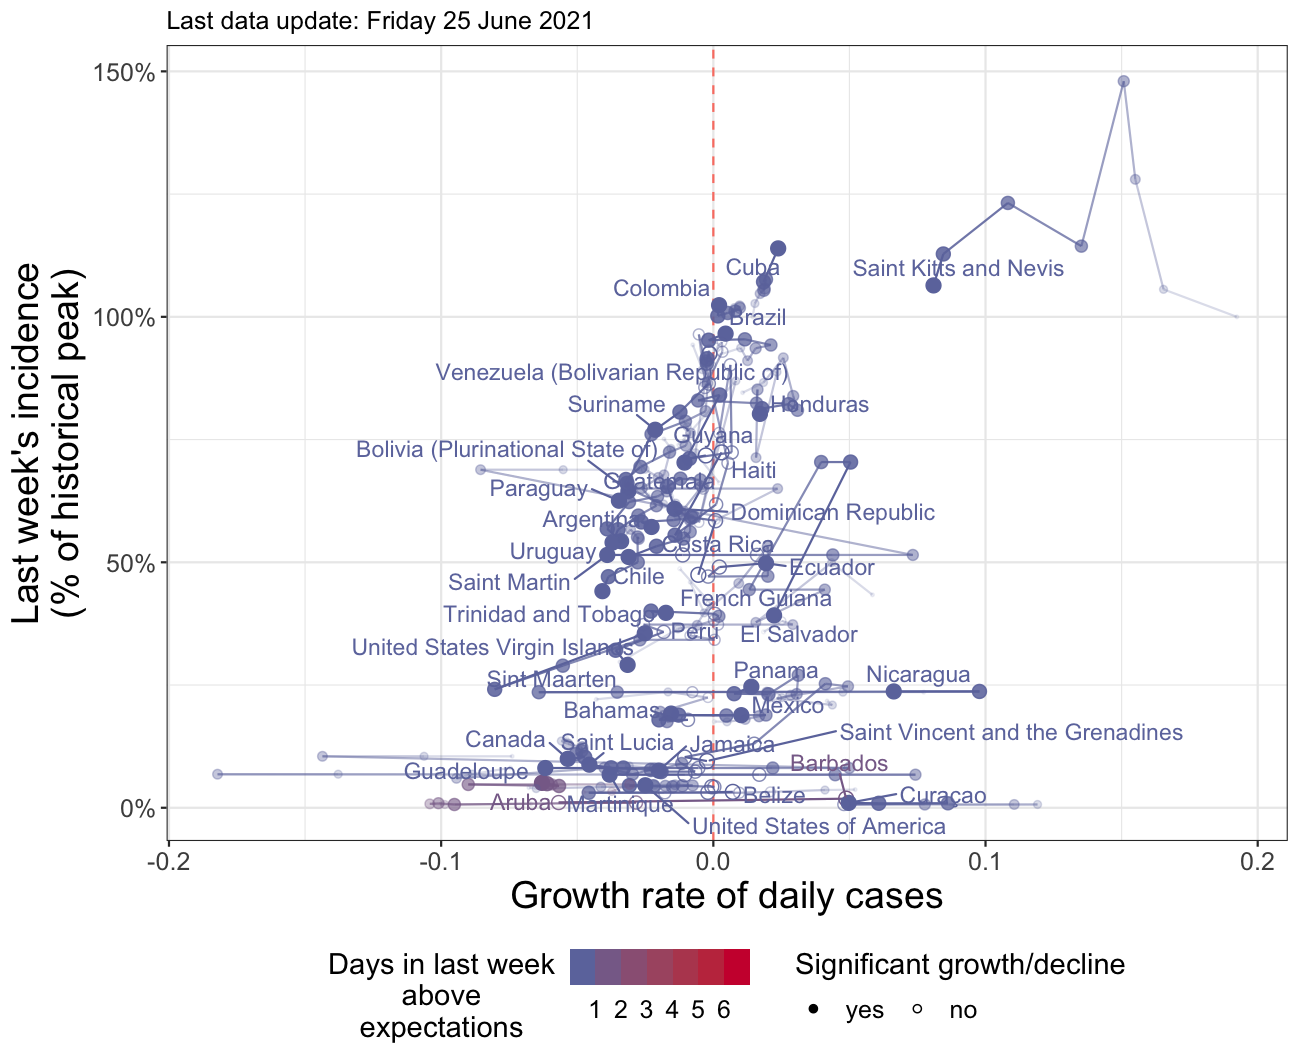 Last data update: Friday 25 June 2021
Last week's incidence
(% of historical peak)
150%
100%
50%
0%
Cuba
Saint Kitts and Nevis
Colombia
Brazil
Venezuela (Bolivarian Republic of)
Suriname
Honduras
Guyana
Bolivia (Plurinational State of)
Haiti
Guatemala
Paraguay
Dominican Republic
Argentina
Costa Rica
Uruguay
Ecuador
Saint Martin
Chile
French Guiana
Trinidad and Tobago
Peru
El Salvador
United States Virgin Islands
Panama
Nicaragua
Sint Maarten
Mexico
Bahamas
Saint Vincent and the Grenadines
Canada
Saint Lucia
Jamaica
Barbados
Guadeloupe
Curaçao
Belize
Aruba
Martinique
United States of America
-0.2
-0.1
0.0
0.1
0.2
Growth rate of daily cases
Days in last week
above
expectations
1 2 3 4 5 6
Significant growth/decline
yes
no